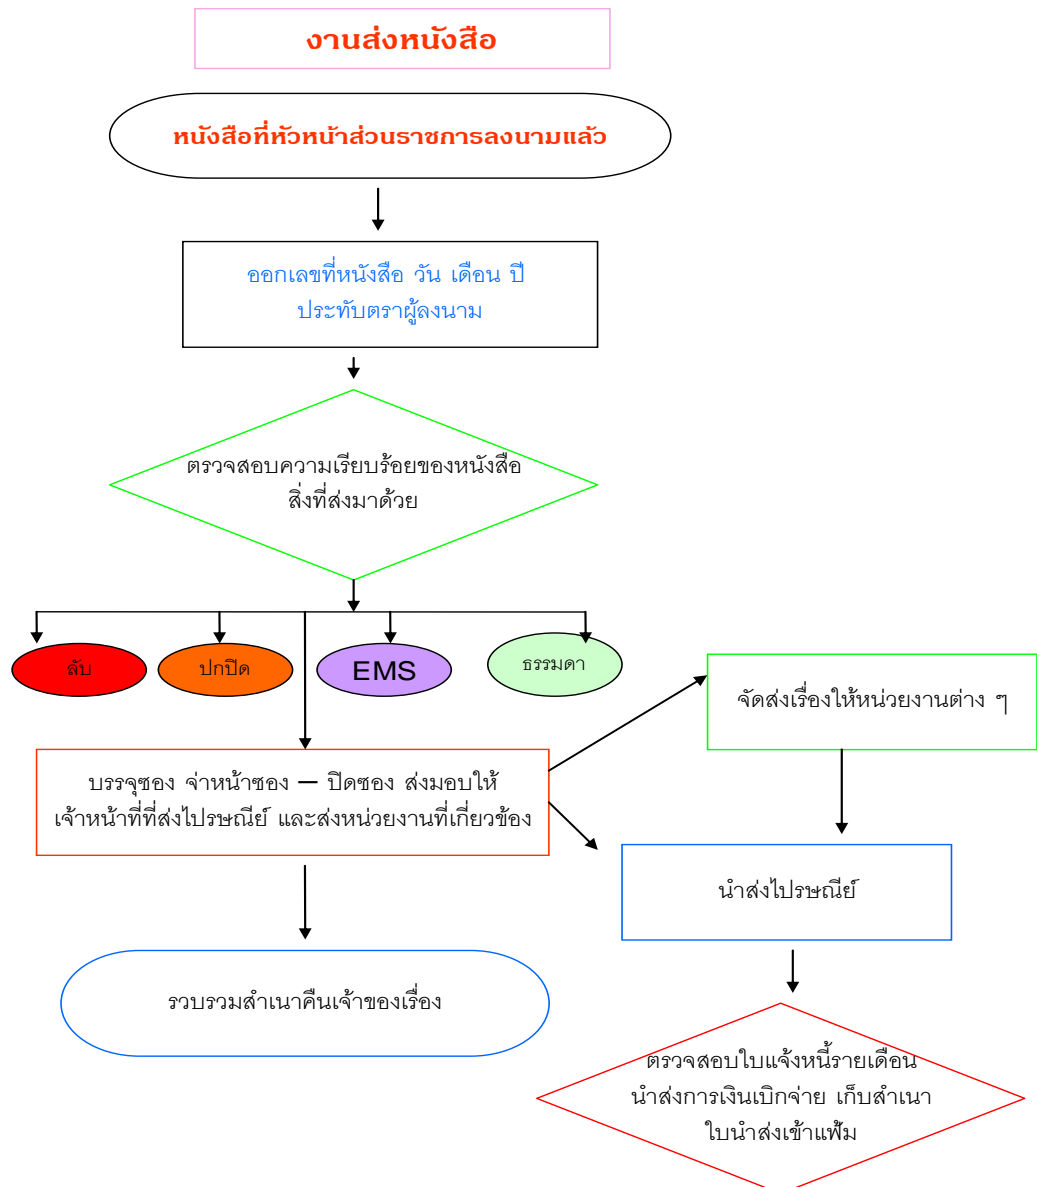 งานส่งหนังสือ
หนังสือที่หัวหน้าส่วนราชการลงนามแล้ว
ออกเลขที่หนังสือ วัน เดือน ปี
ประทับตราผู้ลงนาม
ตรวจสอบความเรียบร้อยของหนังสือ
สิ่งที่ส่งมาด้วย
ลับ
ปกปิด
EMS
ธรรมดา
จัดส่งเรื่องให้หน่วยงานต่าง ๆ
บรรจุซอง จ่าหน้าซอง – ปิดซอง ส่งมอบให้
เจ้าหน้าที่ที่ส่งไปรษณีย์ และส่งหน่วยงานที่เกี่ยวข้อง
นำส่งไปรษณีย์
รวบรวมสำเนาคืนเจ้าของเรื่อง
ตรวจสอบใบแจ้งหนี้รายเดือน
นำส่งการเงินเบิกจ่าย เก็บสำเนา
ใบนำส่งเข้าแฟ้ม